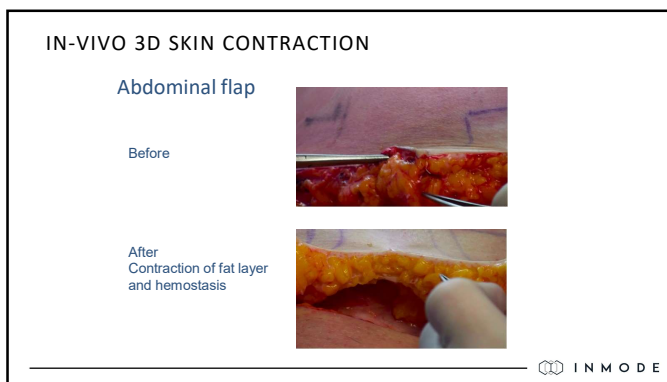 IN-VIVO 3D SKIN CONTRACTION
Abdominal flap
Before
After
Contraction of fat layer
and hemostasis
INMODE